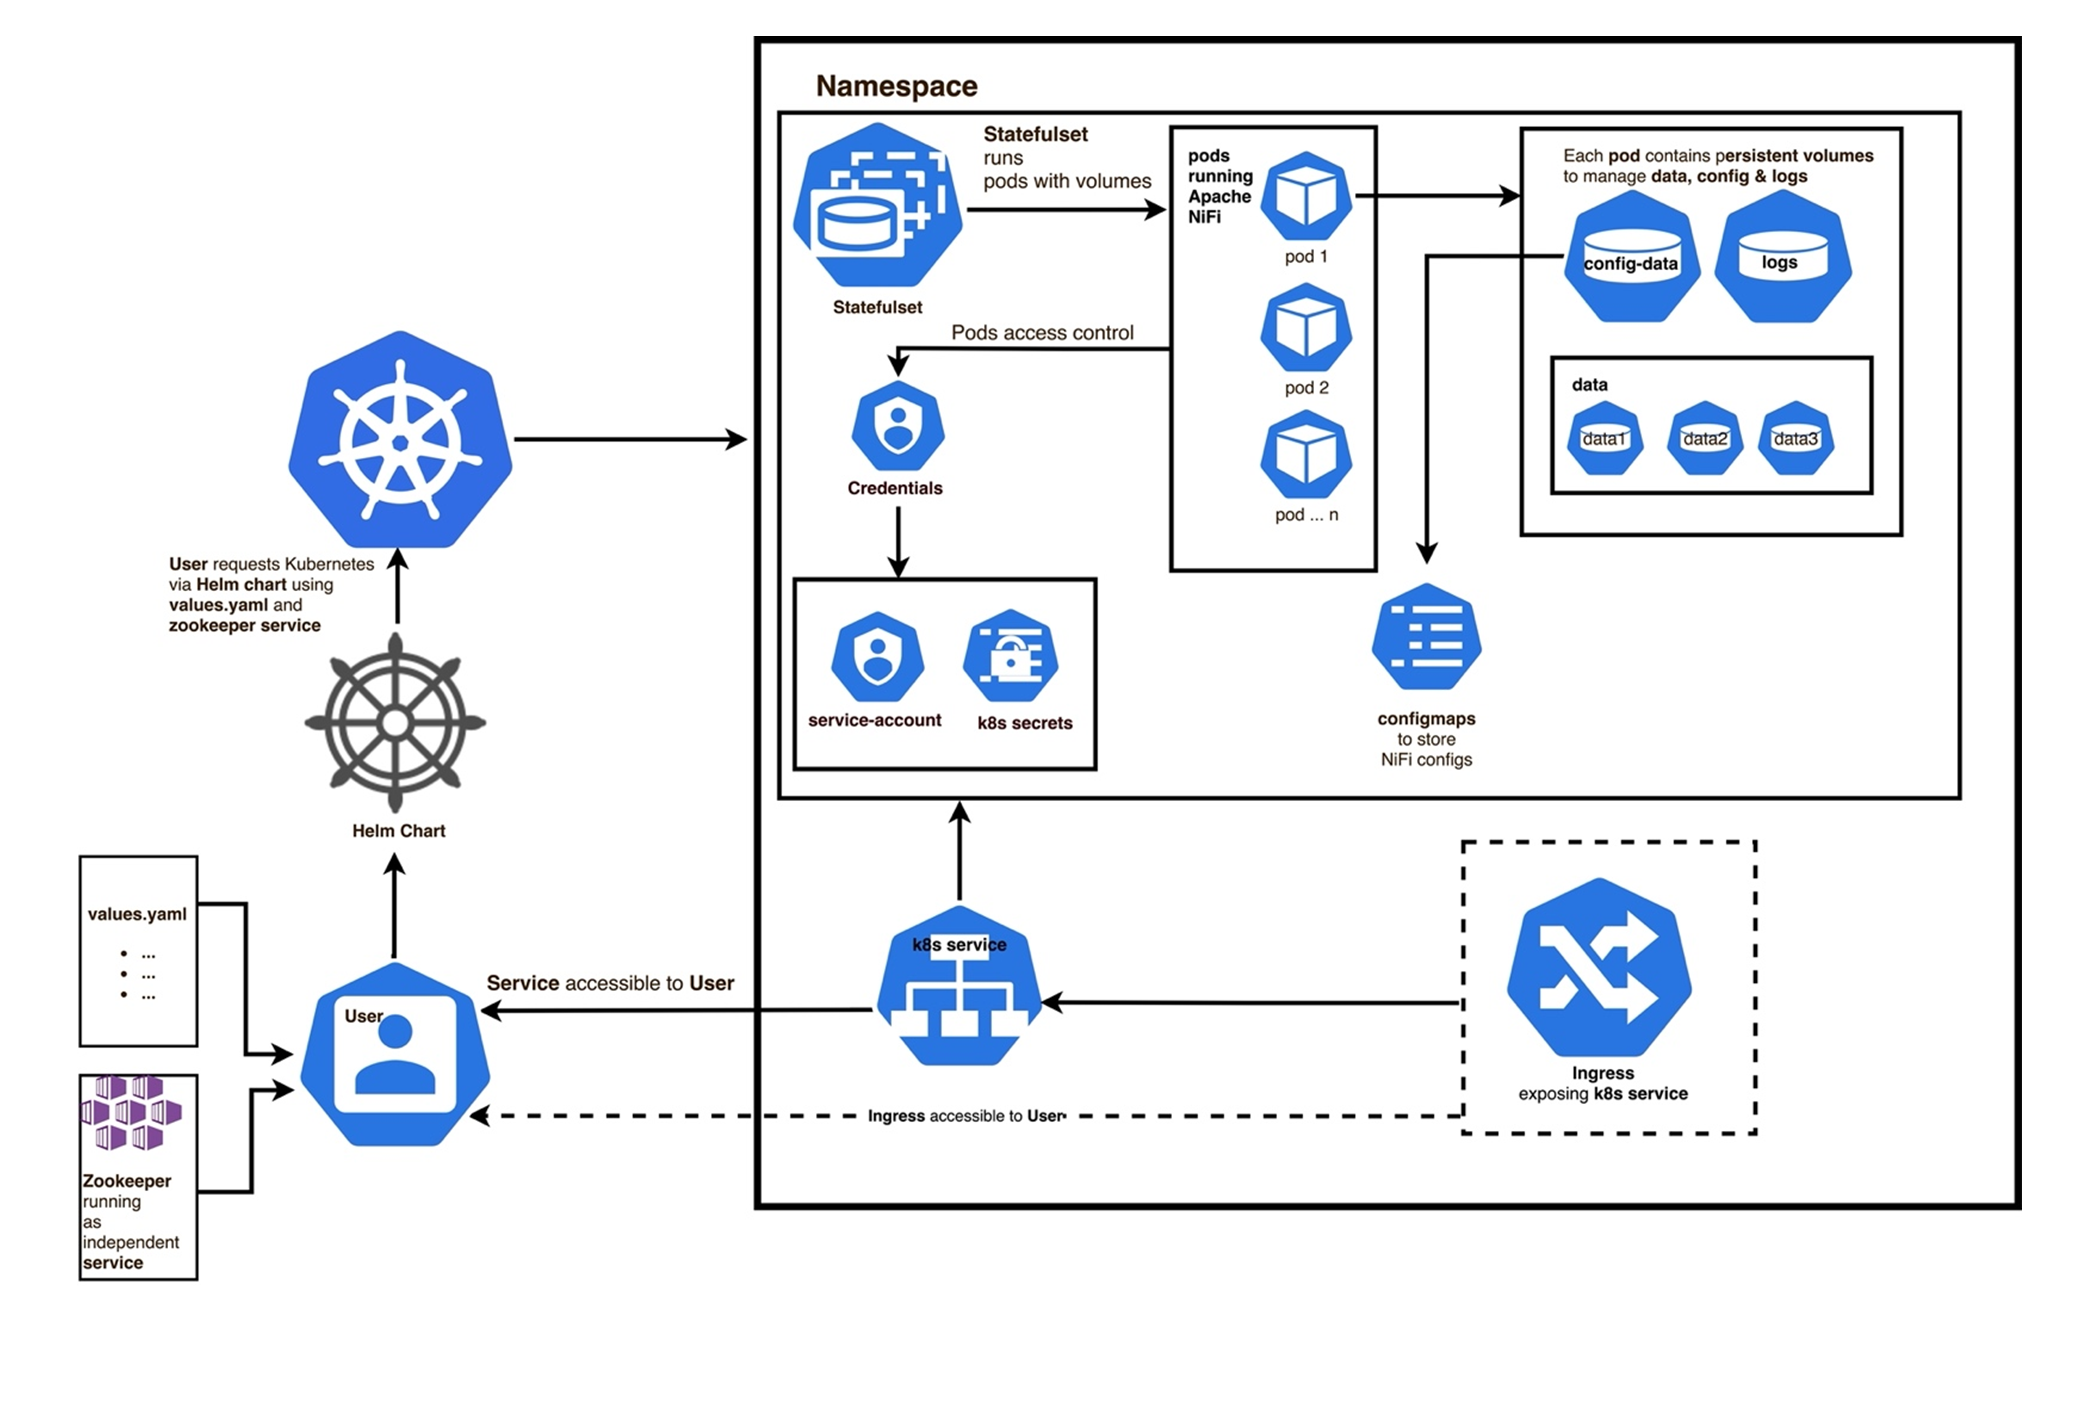 Namespace
Statefulset
runs
pods with volumes
Statefulset
pods
running
Apache
NiFi
pod 1
pod 2
pod ... n
Each pod contains persistent volumes
to manage data, config & logs
config-data
logs
data
data1
data2
data3
Pods access control
Credentials
service-account
k8s secrets
configmaps
to store
NiFi configs
User requests Kubernetes
via Helm chart using
values.yaml and
zookeeper service
Helm Chart
values.yaml
• ...
• ...
• ...
User
Service accessible to User
k8s service
Ingress
exposing k8s service
Ingress accessible to User
Zookeeper
running
as
independent
service